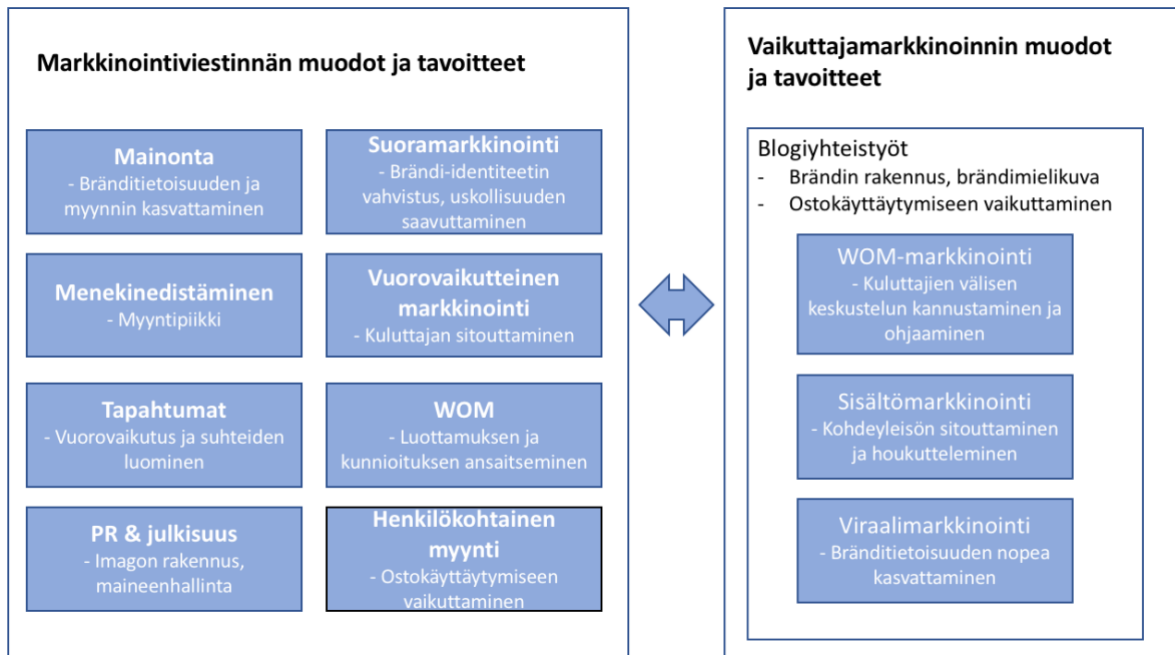 Markkinointiviestinnän muodot ja tavoitteet
Mainonta
- Bränditietoisuuden ja
myynnin kasvattaminen
Suoramarkkinointi
- Brändi-identiteetin
vahvistus, uskollisuuden
saavuttaminen
Menekinedistäminen
- Myyntipiikki
Vuorovaikutteinen
markkinointi
- Kuluttajan sitouttaminen
Tapahtumat
- Vuorovaikutus ja suhteiden
luominen
WOM
- Luottamuksen ja
kunnioituksen ansaitseminen
PR & julkisuus
- Imagon rakennus,
maineenhallinta
Henkilökohtainen
myynti
- Ostokäyttäytymiseen
vaikuttaminen
Vaikuttajamarkkinoinnin muodot
ja tavoitteet
Blogiyhteistyöt
- Brändin rakennus, brändimielikuva
- Ostokäyttäytymiseen vaikuttaminen
WOM-markkinointi
- Kuluttajien välisen
keskustelun kannustaminen ja
ohjaaminen
Sisältömarkkinointi
- Kohdeyleisön sitouttaminen
ja houkutteleminen
Viraalimarkkinointi
- Bränditietoisuuden nopea
kasvattaminen